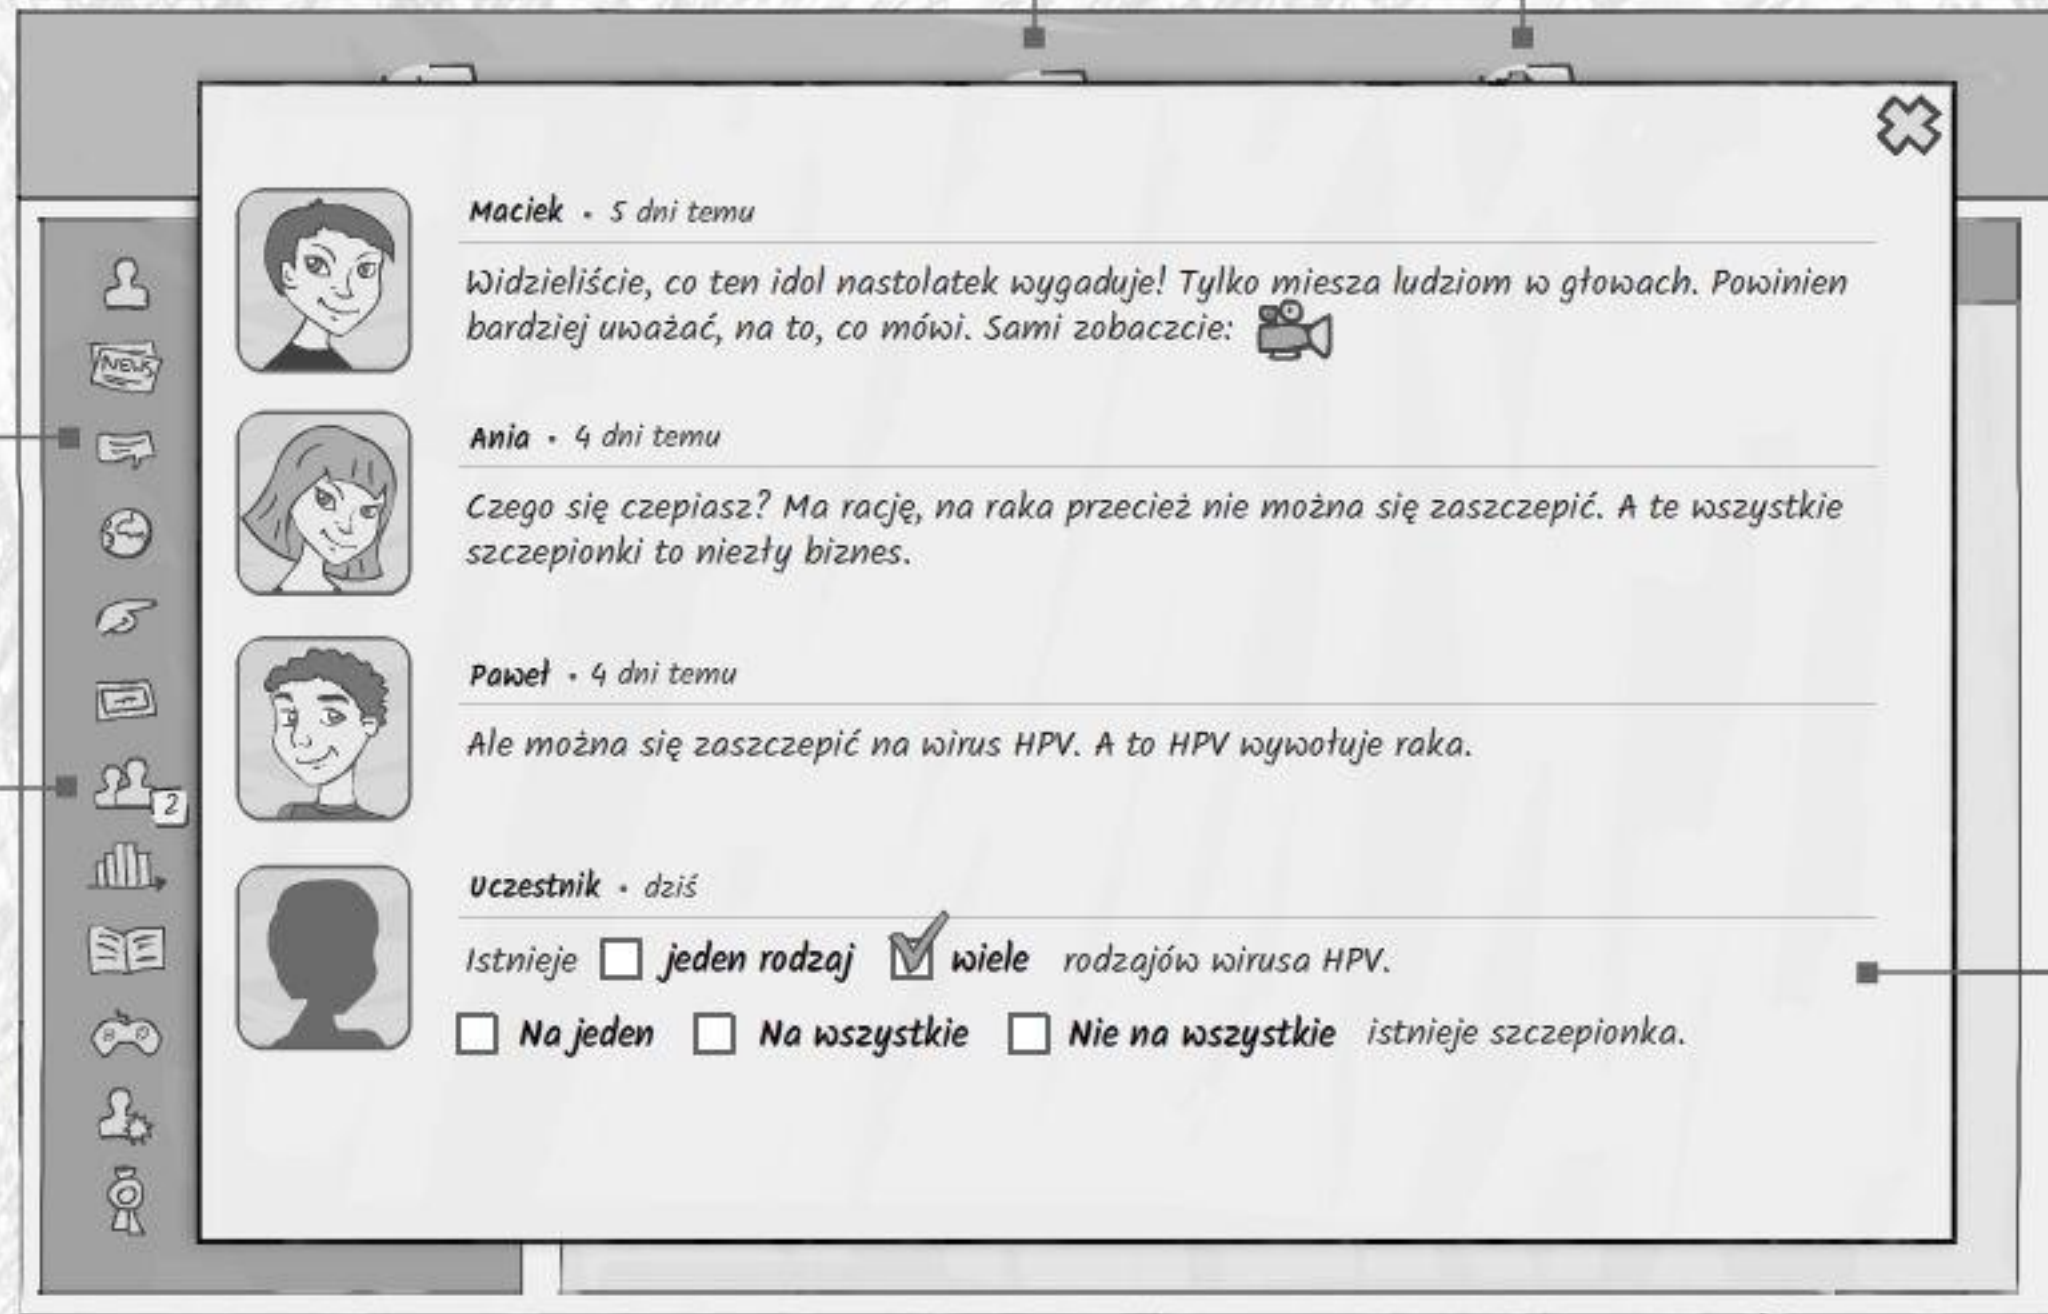 Maciek • 5 dni temu
Widzieliście, co ten idol nastolatek wygaduje! Tylko miesza ludziom w głowach. Powinien
bardziej uważać, na to, co mówi. Sami zobaczcie:
NEWS
Ania • 4 dni temu
Czego się czepiasz? Ma rację, na raka przecież nie można się zaszczepić. A te wszystkie
szczepionki to niezły biznes.
Paweł • 4 dni temu
Ale można się zaszczepić na wirus HPV. A to HPV wywołuje raka.
2
Uczestnik • dziś
Istnieje jeden rodzaj wiele rodzajów wirusa HPV.
Na jeden Na wszystkie Nie na wszystkie istnieje szczepionka.